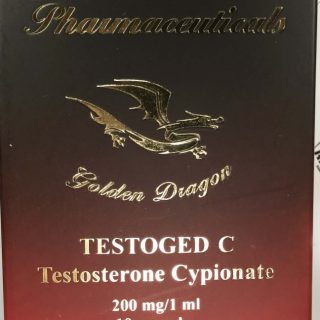 Pharmaceuticals
Golden Dragon
TESTOGED C
Testosterone Cypionate
200 mg/1 ml